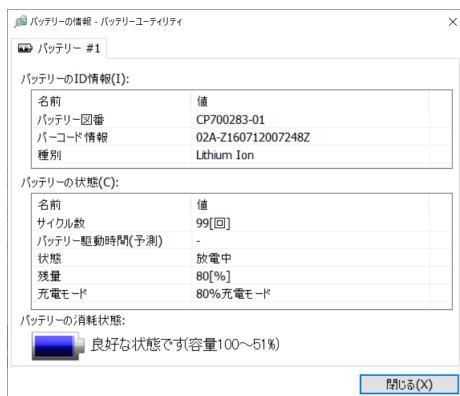 バッテリーの情報 - バッテリーユーティリティ
バッテリー #1
バッテリーのID情報(I):
名前 値
バッテリー図番 CP700283-01
バーコード情報 02A-Z160712007248Z
種別 Lithium Ion
バッテリーの状態(C):
名前 値
サイクル数 99[回]
バッテリー駆動時間(予測) -
状態 放電中
残量 80[%]
充電モード 80%充電モード
バッテリーの消耗状態:
良好な状態です(容量100～51%)
閉じる(X)